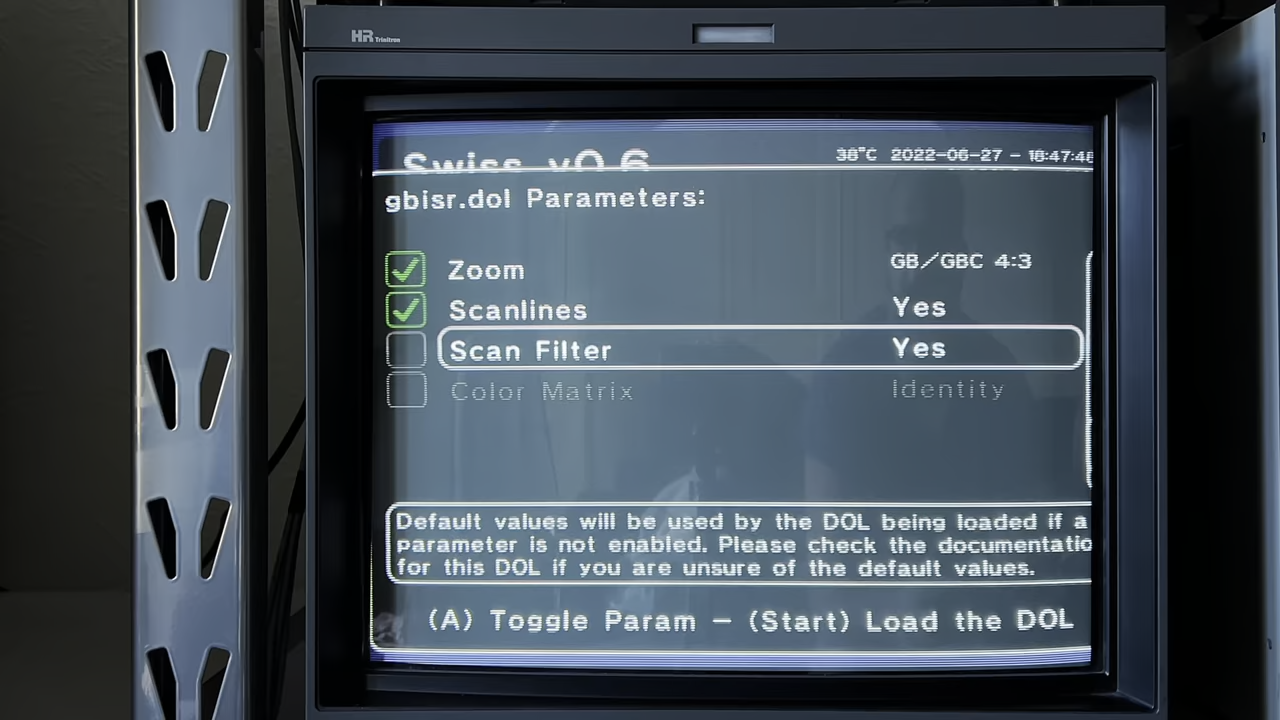 HR Trinitron
Swiss v0.6
38°C 2022-06-27 - 18:47:48
gbisr.dol Parameters:
Zoom GB/GBC 4:3
Scanlines Yes
Scan Filter Yes
Color Matrix Identity
Default values will be used by the DOL being loaded if a
parameter is not enabled. Please check the documentatio
for this DOL if you are unsure of the default values.
(A) Toggle Param - (Start) Load the DOL